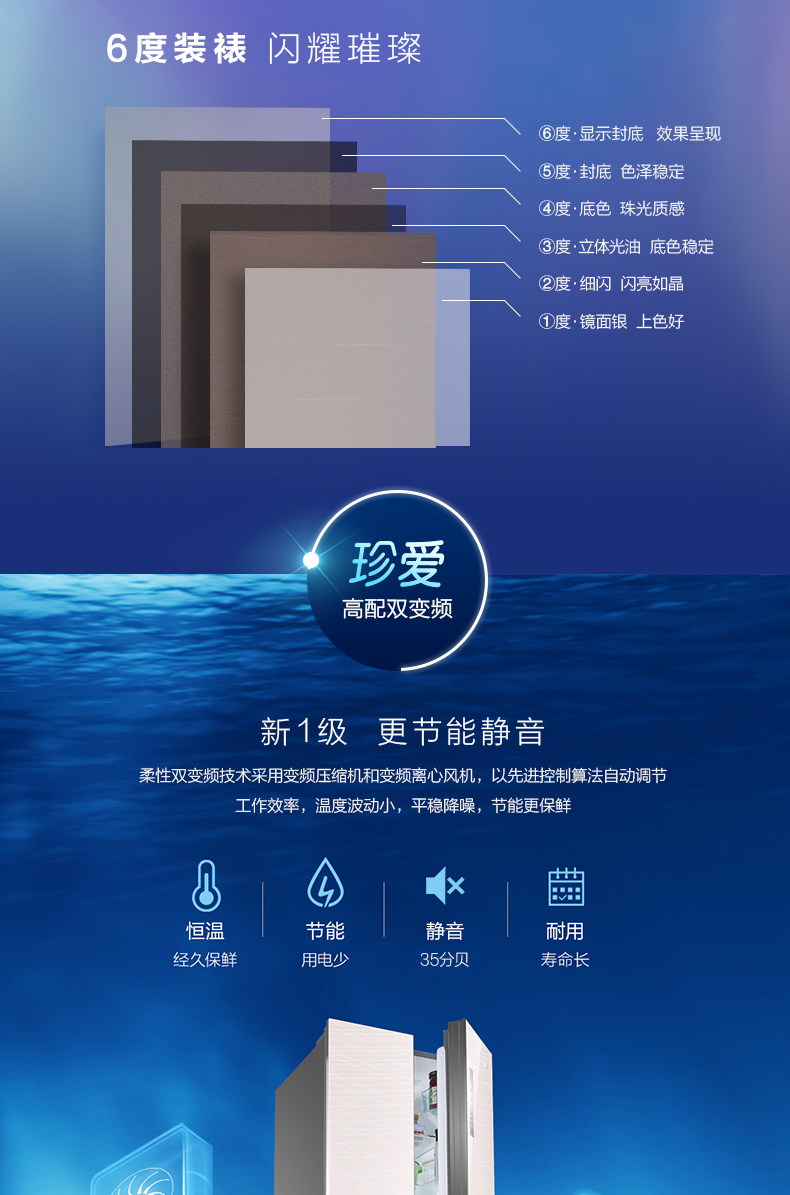 6度装裱 闪耀璀璨
⑥度·显示封底 效果呈现
⑤度·封底 色泽稳定
④度·底色 珠光质感
③度·立体光油 底色稳定
②度·细闪 闪亮如晶
①度·镜面银 上色好
珍爱
高配双变频
新1级 更节能静音
柔性双变频技术采用变频压缩机和变频离心风机，以先进控制算法自动调节
工作效率，温度波动小，平稳降噪，节能更保鲜
恒温 节能 静音 耐用
经久保鲜 用电少 35分贝 寿命长